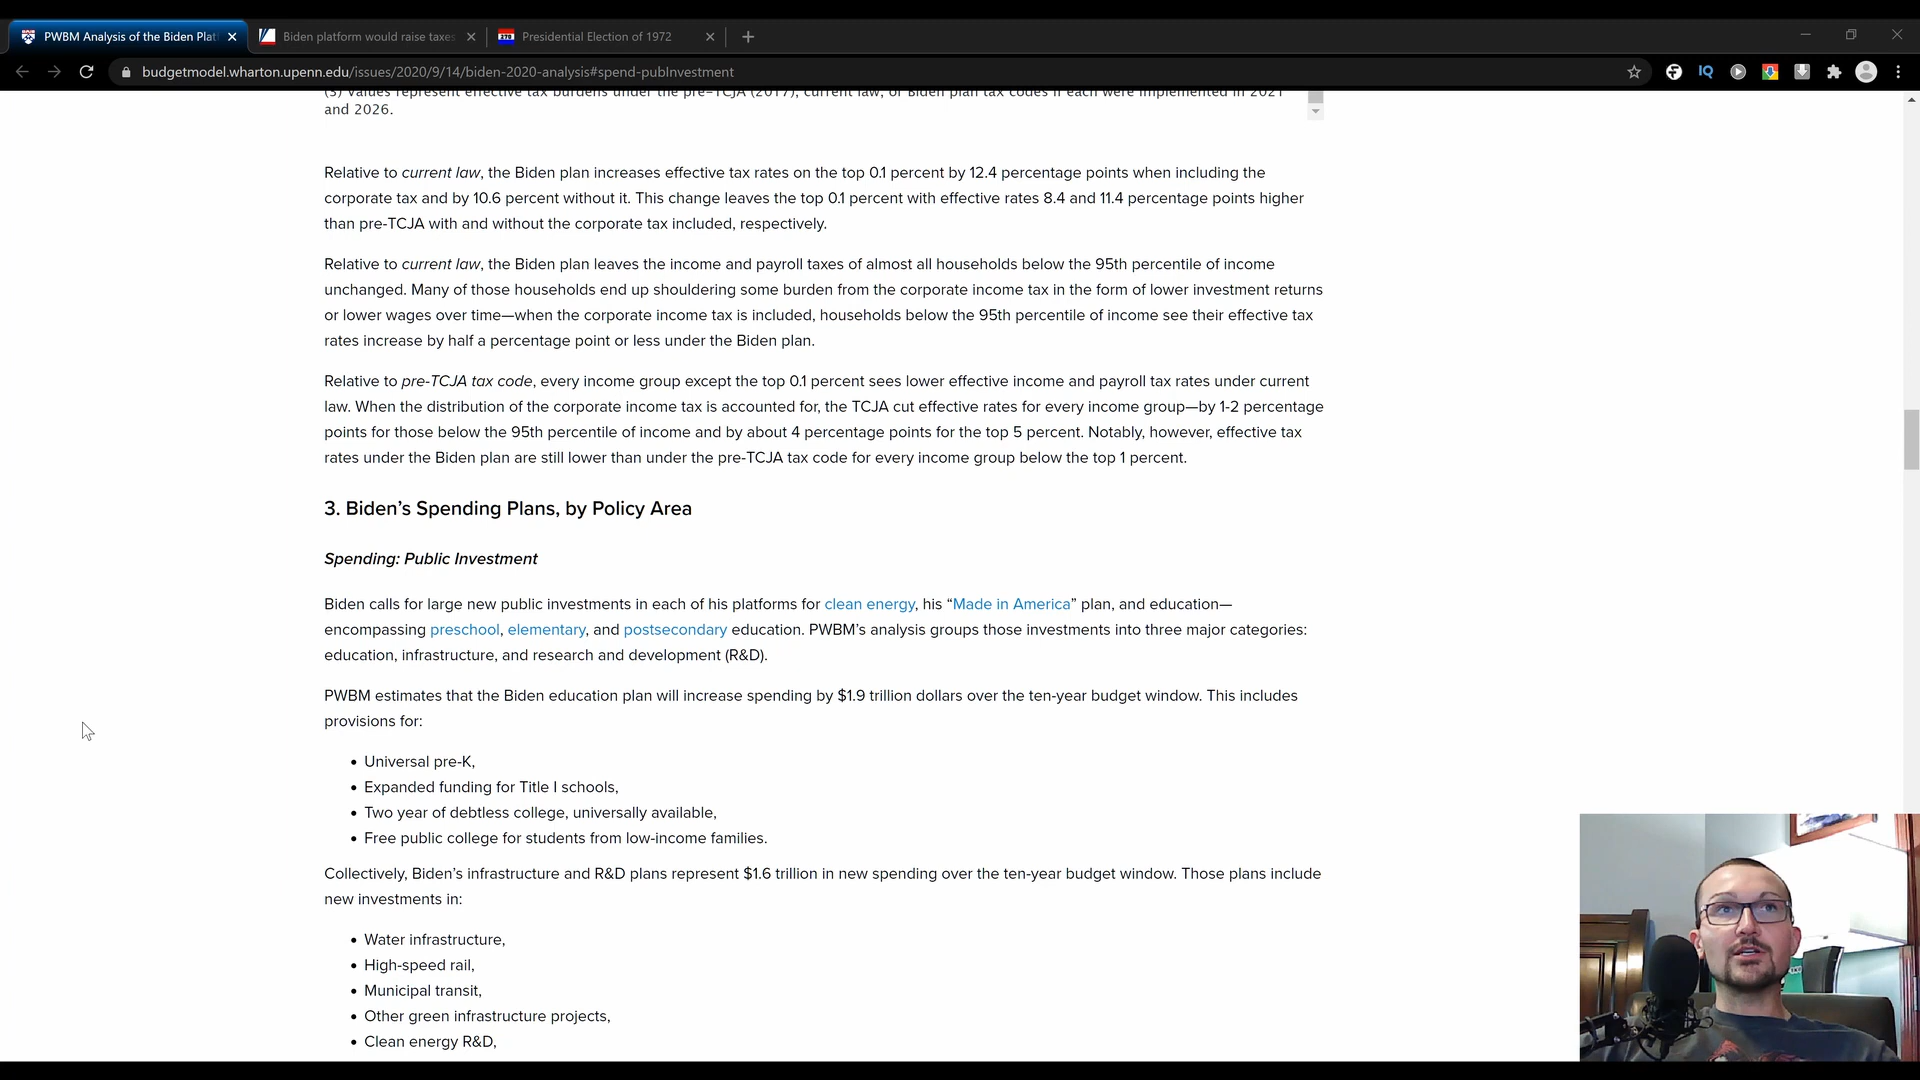 PWBM Analysis of the Biden Plat
Biden platform would raise taxes
Presidential Election of 1972
budgetmodel.wharton.upenn.edu/issues/2020/9/14/biden-2020-analysis#spend-pubInvestment
IQ
(3) Values represent effective tax burdens under the pre-TCJA (2017), current law, or Biden plan tax codes if each were implemented in 2021
and 2026.
Relative to current law, the Biden plan increases effective tax rates on the top 0.1 percent by 12.4 percentage points when including the
corporate tax and by 10.6 percent without it. This change leaves the top 0.1 percent with effective rates 8.4 and 11.4 percentage points higher
than pre-TCJA with and without the corporate tax included, respectively.
Relative to current law, the Biden plan leaves the income and payroll taxes of almost all households below the 95th percentile of income
unchanged. Many of those households end up shouldering some burden from the corporate income tax in the form of lower investment returns
or lower wages over time—when the corporate income tax is included, households below the 95th percentile of income see their effective tax
rates increase by half a percentage point or less under the Biden plan.
Relative to pre-TCJA tax code, every income group except the top 0.1 percent sees lower effective income and payroll tax rates under current
law. When the distribution of the corporate income tax is accounted for, the TCJA cut effective rates for every income group—by 1-2 percentage
points for those below the 95th percentile of income and by about 4 percentage points for the top 5 percent. Notably, however, effective tax
rates under the Biden plan are still lower than under the pre-TCJA tax code for every income group below the top 1 percent.
3. Biden’s Spending Plans, by Policy Area
Spending: Public Investment
Biden calls for large new public investments in each of his platforms for clean energy, his “Made in America” plan, and education—
encompassing preschool, elementary, and postsecondary education. PWBM’s analysis groups those investments into three major categories:
education, infrastructure, and research and development (R&D).
PWBM estimates that the Biden education plan will increase spending by $1.9 trillion dollars over the ten-year budget window. This includes
provisions for:
• Universal pre-K,
• Expanded funding for Title I schools,
• Two year of debtless college, universally available,
• Free public college for students from low-income families.
Collectively, Biden’s infrastructure and R&D plans represent $1.6 trillion in new spending over the ten-year budget window. Those plans include
new investments in:
• Water infrastructure,
• High-speed rail,
• Municipal transit,
• Other green infrastructure projects,
• Clean energy R&D,